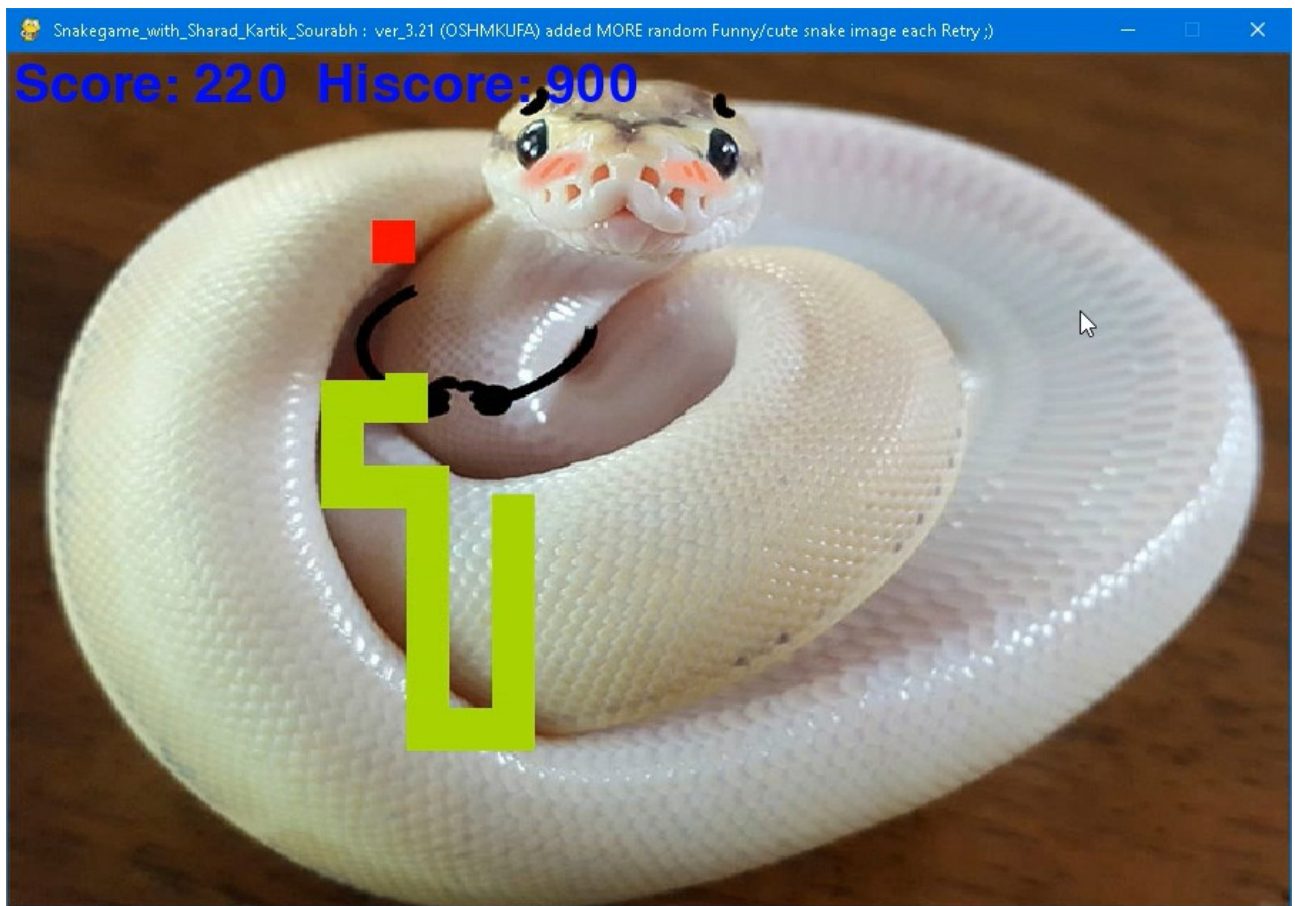 Snakegame_with_Sharad_Kartik_Sourabh : ver_3.21 (OSHMKUFA) added MORE random Funny/cute snake image each Retry ;)
Score: 220 Hiscore: 900